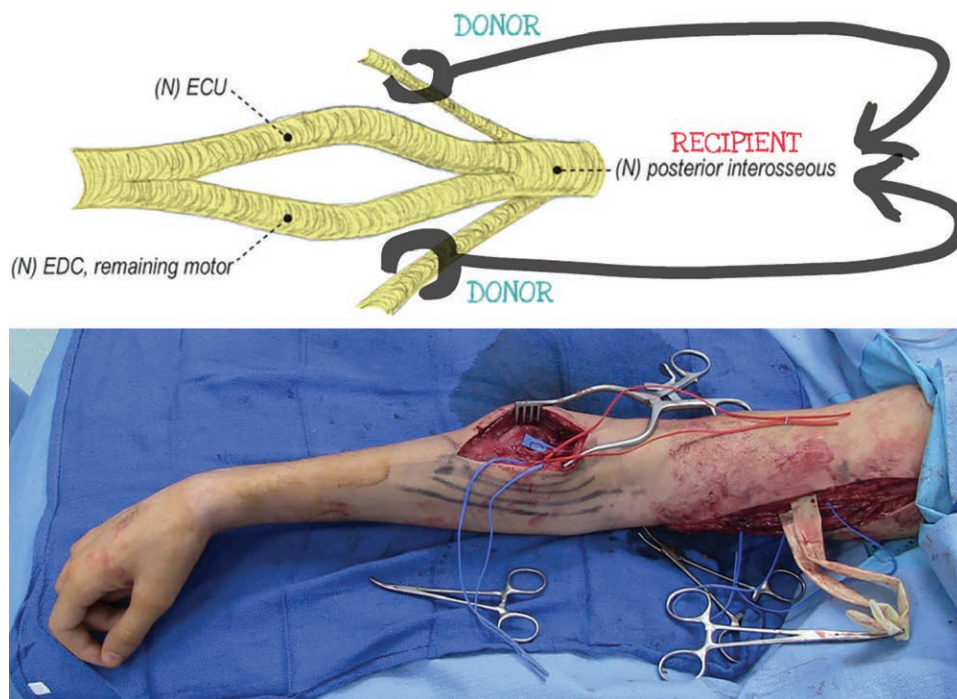 DONOR
(N) ECU
RECIPIENT
(N) posterior interosseous
(N) EDC, remaining motor
DONOR